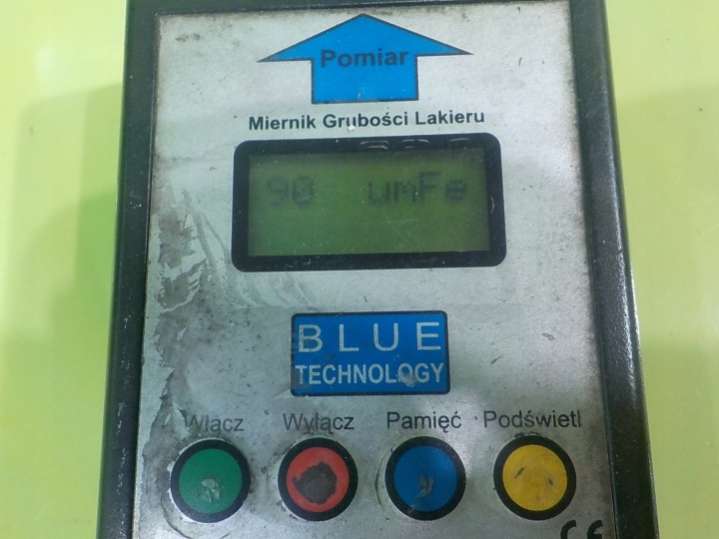 Pomiar
Miernik Grubości Lakieru
90 umFe
BLUE
TECHNOLOGY
Włącz Wyłącz Pamięć Podświetl
CE